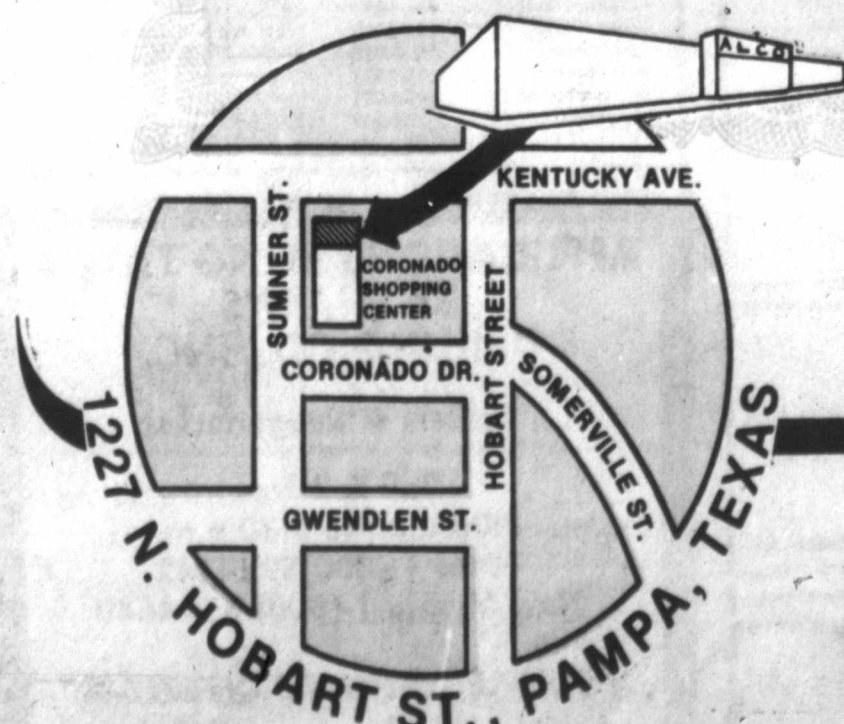 ALCO
KENTUCKY AVE.
SUMNER ST.
CORONADO
SHOPPING
CENTER
HOBART STREET
CORONADO DR.
SOMERVILLE ST.
GWENDLEN ST.
1227 N. HOBART ST., PAMPA, TEXAS